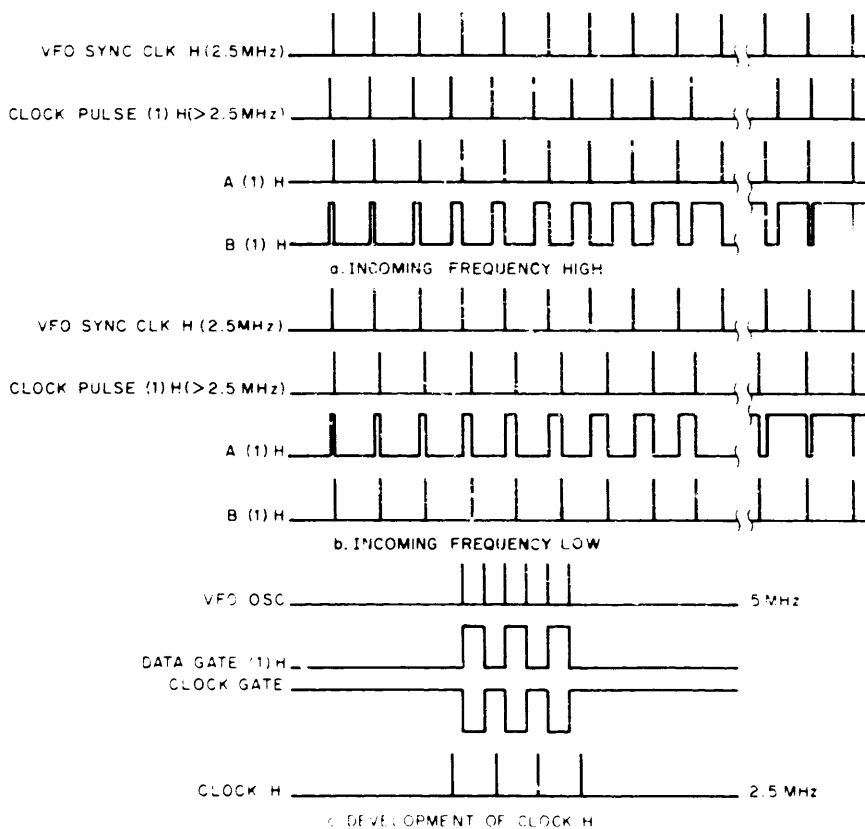 VFO SYNC CLK H (2.5MHz)
CLOCK PULSE (1) H(> 2.5MHz)
A (1) H
B (1) H
a. INCOMING FREQUENCY HIGH
VFO SYNC CLK H (2.5MHz)
CLOCK PULSE (1) H(> 2.5 MHz)
A (1) H
B (1) H
b. INCOMING FREQUENCY LOW
VFO OSC
5 MHz
DATA GATE (1) H
CLOCK GATE
CLOCK H
2.5 MHz
c. DEVELOPMENT OF CLOCK H